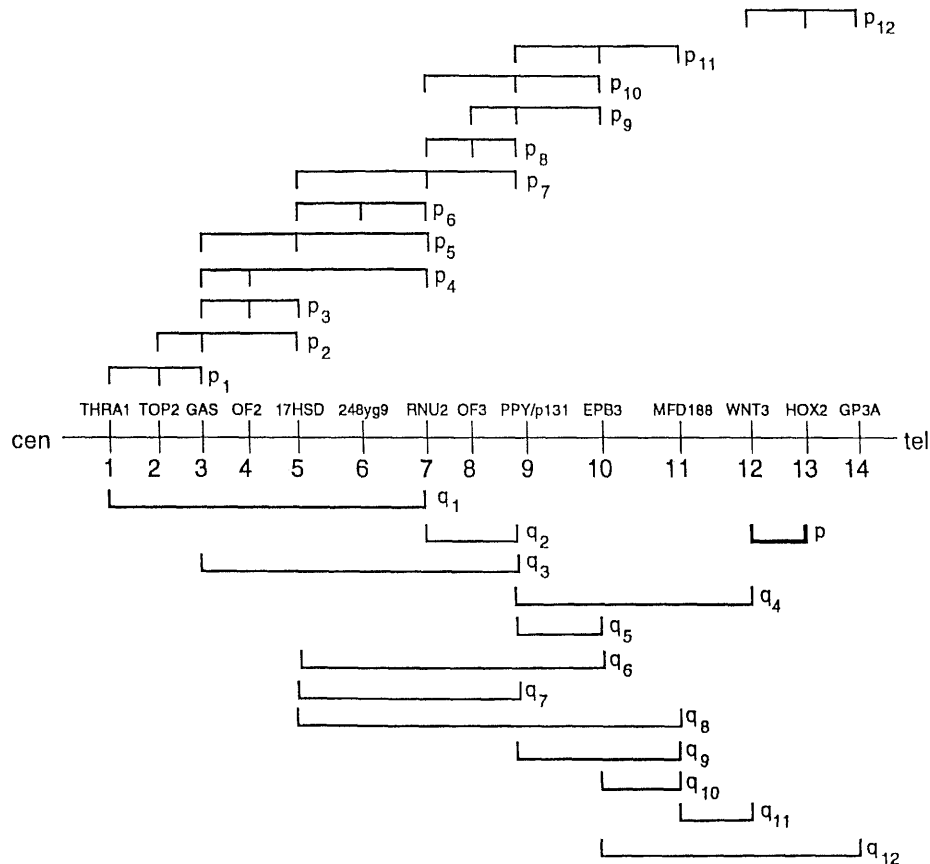 p12
p11
p10
p9
p8
p7
p6
p5
p4
p3
p2
p1
THRA1 TOP2 GAS OF2 17HSD 248yg9 RNU2 OF3 PPY/p131 EPB3 MFD188 WNT3 HOX2 GP3A
cen tel
1 2 3 4 5 6 7 8 9 10 11 12 13 14
q1
q2 p
q3
q4
q5
q6
q7
q8
q9
q10
q11
q12